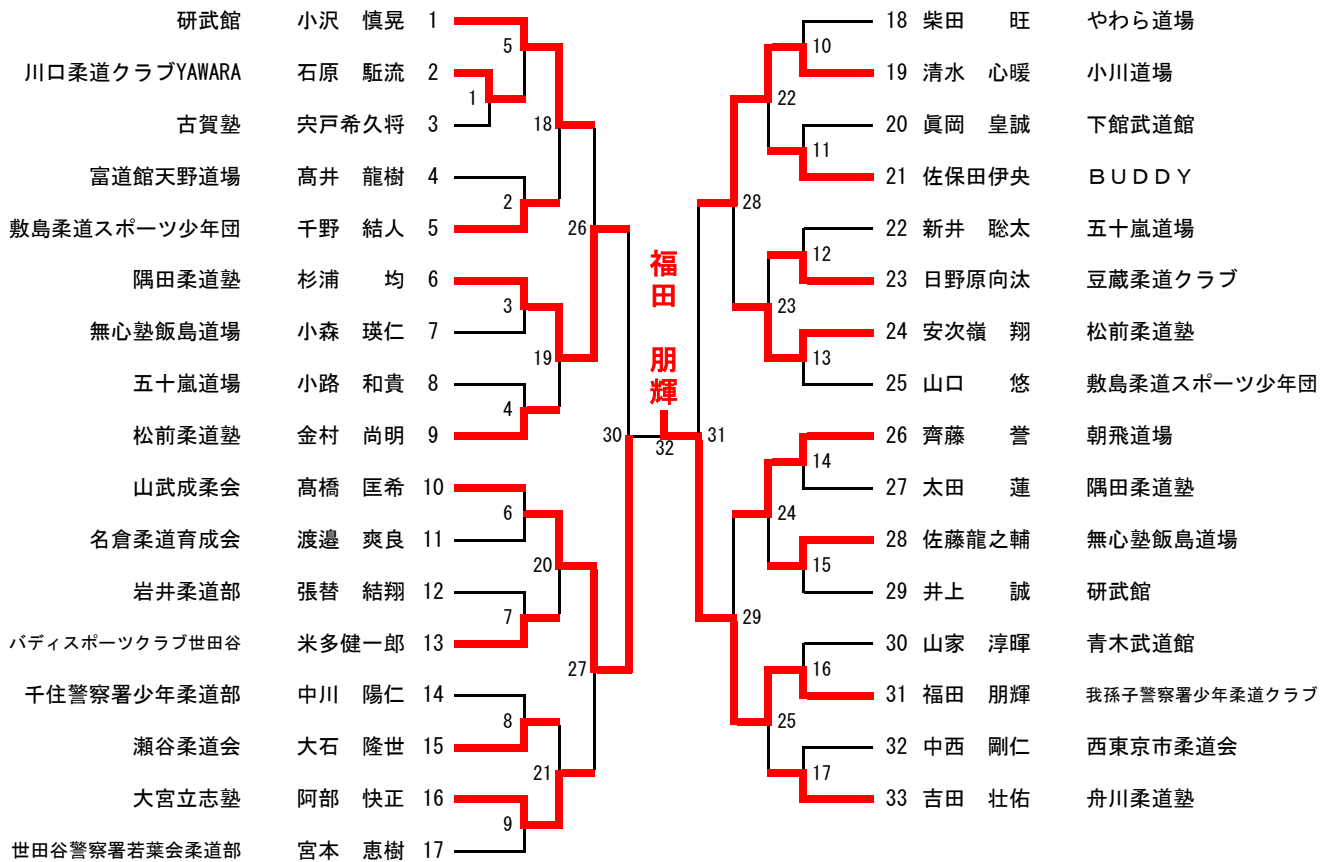 研武館 小沢 慎晃 1
川口柔道クラブYAWARA 石原 駈流 2
古賀塾 宍戸希久将 3
富道館天野道場 髙井 龍樹 4
敷島柔道スポーツ少年団 千野 結人 5
隅田柔道塾 杉浦 均 6
無心塾飯島道場 小森 瑛仁 7
五十嵐道場 小路 和貴 8
松前柔道塾 金村 尚明 9
山武成柔会 髙橋 匡希 10
名倉柔道育成会 渡邉 爽良 11
岩井柔道部 張替 結翔 12
バディスポーツクラブ世田谷 米多健一郎 13
千住警察署少年柔道部 中川 陽仁 14
瀬谷柔道会 大石 隆世 15
大宮立志塾 阿部 快正 16
世田谷警察署若葉会柔道部 宮本 恵樹 17
1
2
3
4
5
6
7
8
9
18
19
20
21
26
27
30
福田 朋輝
32
31
28
29
22
23
24
25
10
11
12
13
14
15
16
17
18 柴田 旺 やわら道場
19 清水 心暖 小川道場
20 眞岡 皇誠 下館武道館
21 佐保田伊央 ＢＵＤＤＹ
22 新井 聡太 五十嵐道場
23 日野原向汰 豆蔵柔道クラブ
24 安次嶺 翔 松前柔道塾
25 山口 悠 敷島柔道スポーツ少年団
26 齊藤 誉 朝飛道場
27 太田 蓮 隅田柔道塾
28 佐藤龍之輔 無心塾飯島道場
29 井上 誠 研武館
30 山家 淳暉 青木武道館
31 福田 朋輝 我孫子警察署少年柔道クラブ
32 中西 剛仁 西東京市柔道会
33 吉田 壮佑 舟川柔道塾